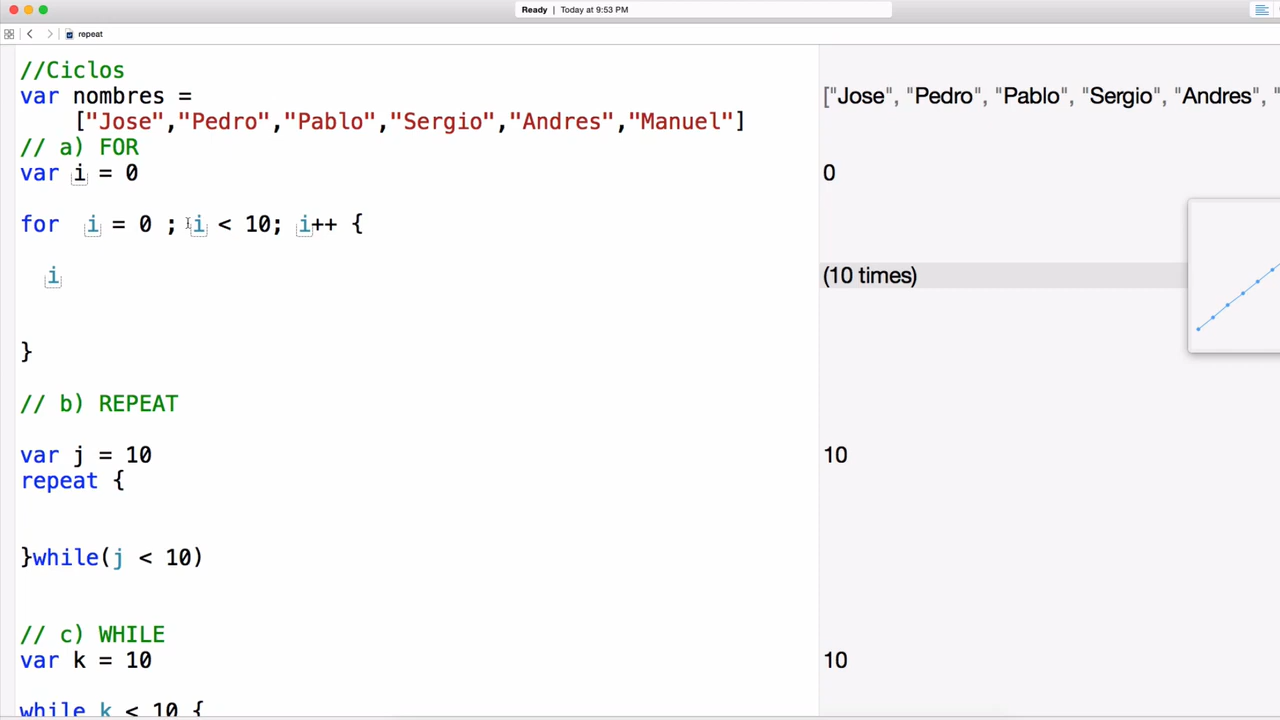 Ready | Today at 9:53 PM
repeat
//Ciclos
var nombres =
["Jose","Pedro","Pablo","Sergio","Andres","Manuel"]
["Jose", "Pedro", "Pablo", "Sergio", "Andres", "
// a) FOR
var i = 0
0
for  i = 0 ; i < 10; i++ {
i
(10 times)
}
// b) REPEAT
var j = 10
10
repeat {
}while(j < 10)
// c) WHILE
var k = 10
10
while k < 10 {